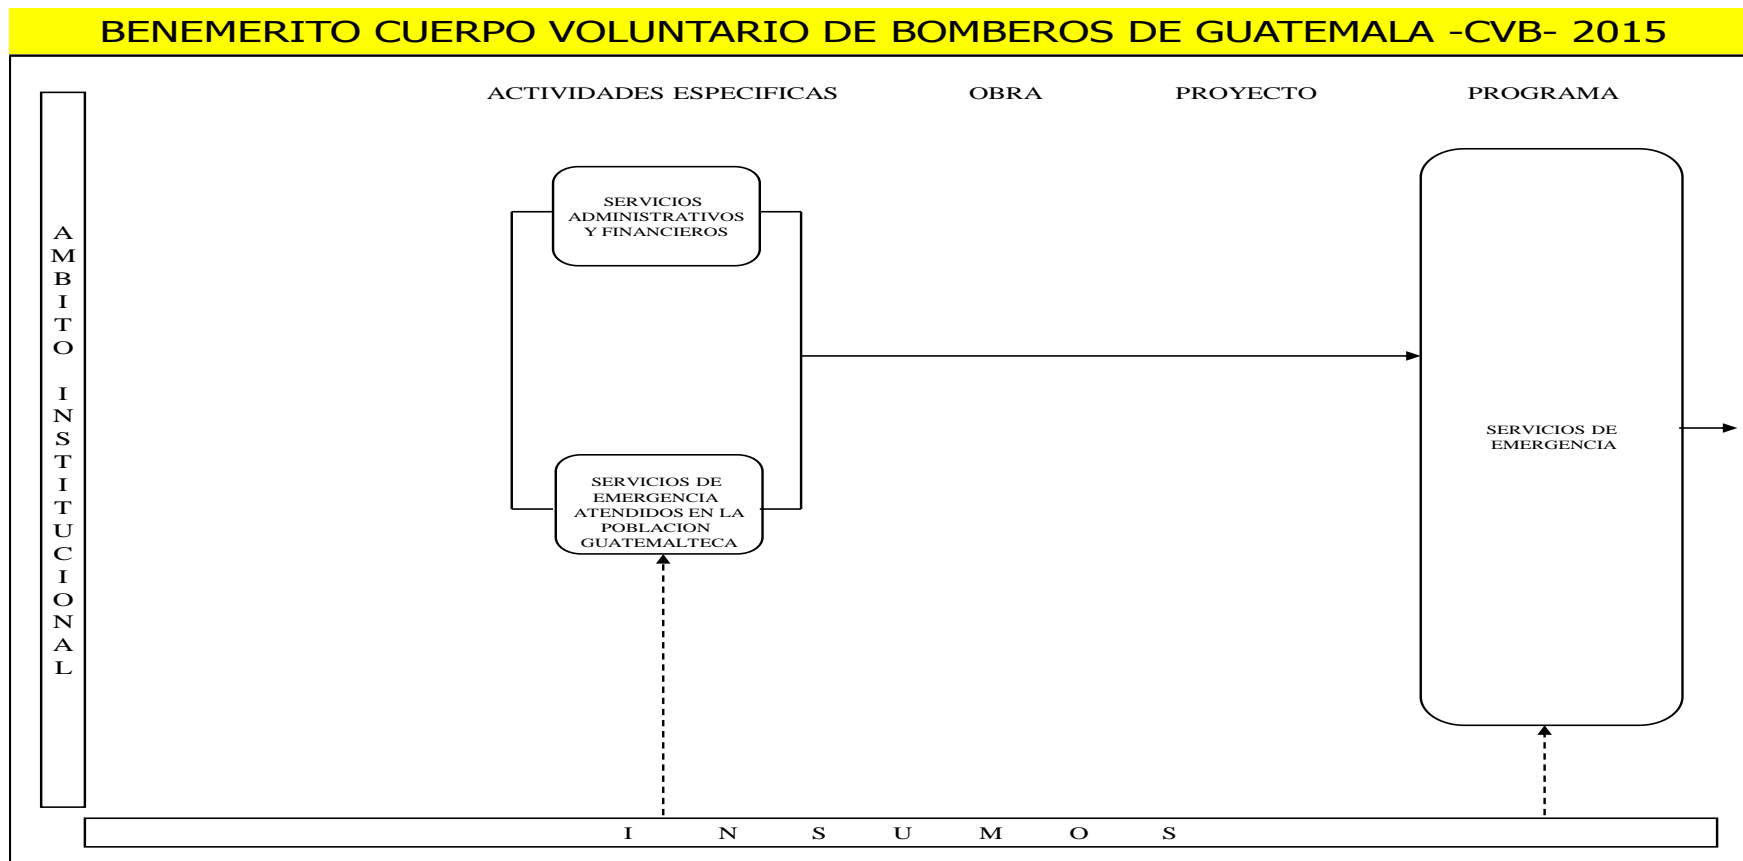 BENEMERITO CUERPO VOLUNTARIO DE BOMBEROS DE GUATEMALA -CVB- 2015
ACTIVIDADES ESPECIFICAS OBRA PROYECTO PROGRAMA
AMBITO INSTITUCIONAL
SERVICIOS
ADMINISTRATIVOS
Y FINANCIEROS
SERVICIOS DE
EMERGENCIA
ATENDIDOS EN LA
POBLACION
GUATEMALTECA
SERVICIOS DE
EMERGENCIA
I N S U M O S